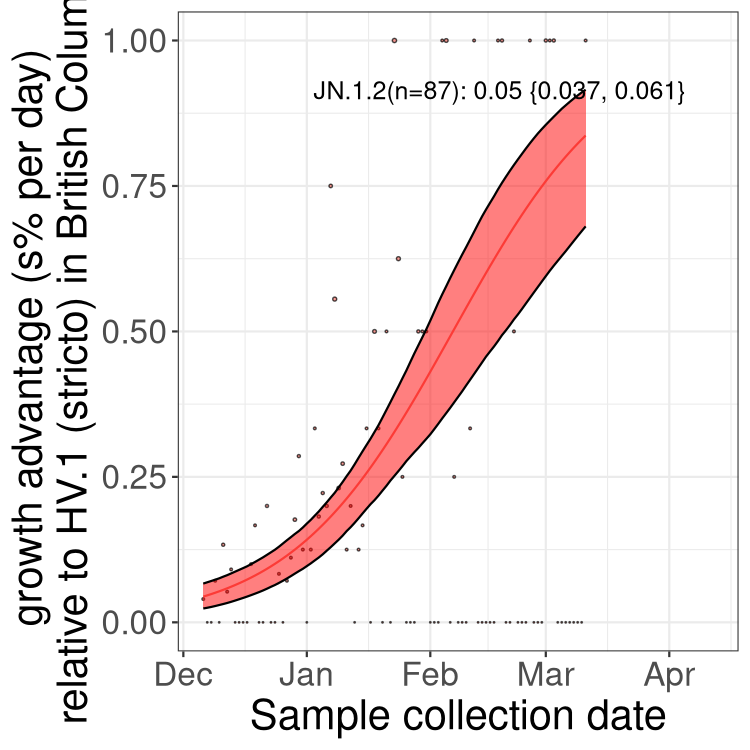 growth advantage (s% per day)
relative to HV.1 (stricto) in British Colum
1.00
0.75
0.50
0.25
0.00
JN.1.2(n=87): 0.05 {0.037, 0.061}
Dec Jan Feb Mar Apr
Sample collection date